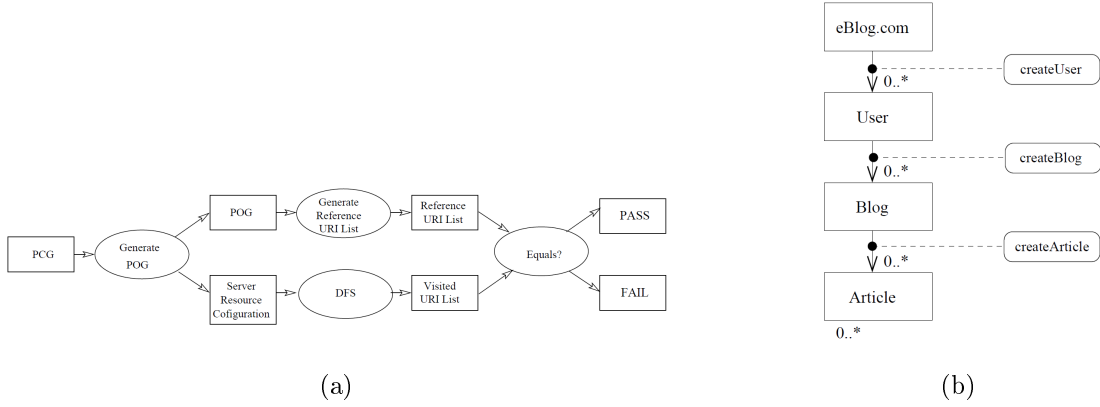 PCG
Generate
POG
POG
Generate
Reference
URI List
Reference
URI List
Server
Resource
Cofiguration
DFS
Visited
URI List
Equals?
PASS
FAIL
(a)
eBlog.com
createUser
0..*
User
createBlog
0..*
Blog
createArticle
0..*
Article
0..*
(b)